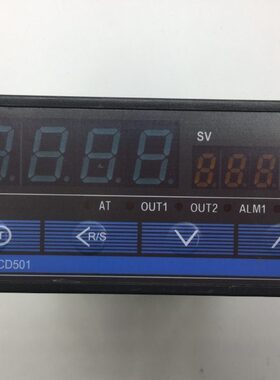 SV
AT OUT1 OUT2 ALM1
R/S
CD501